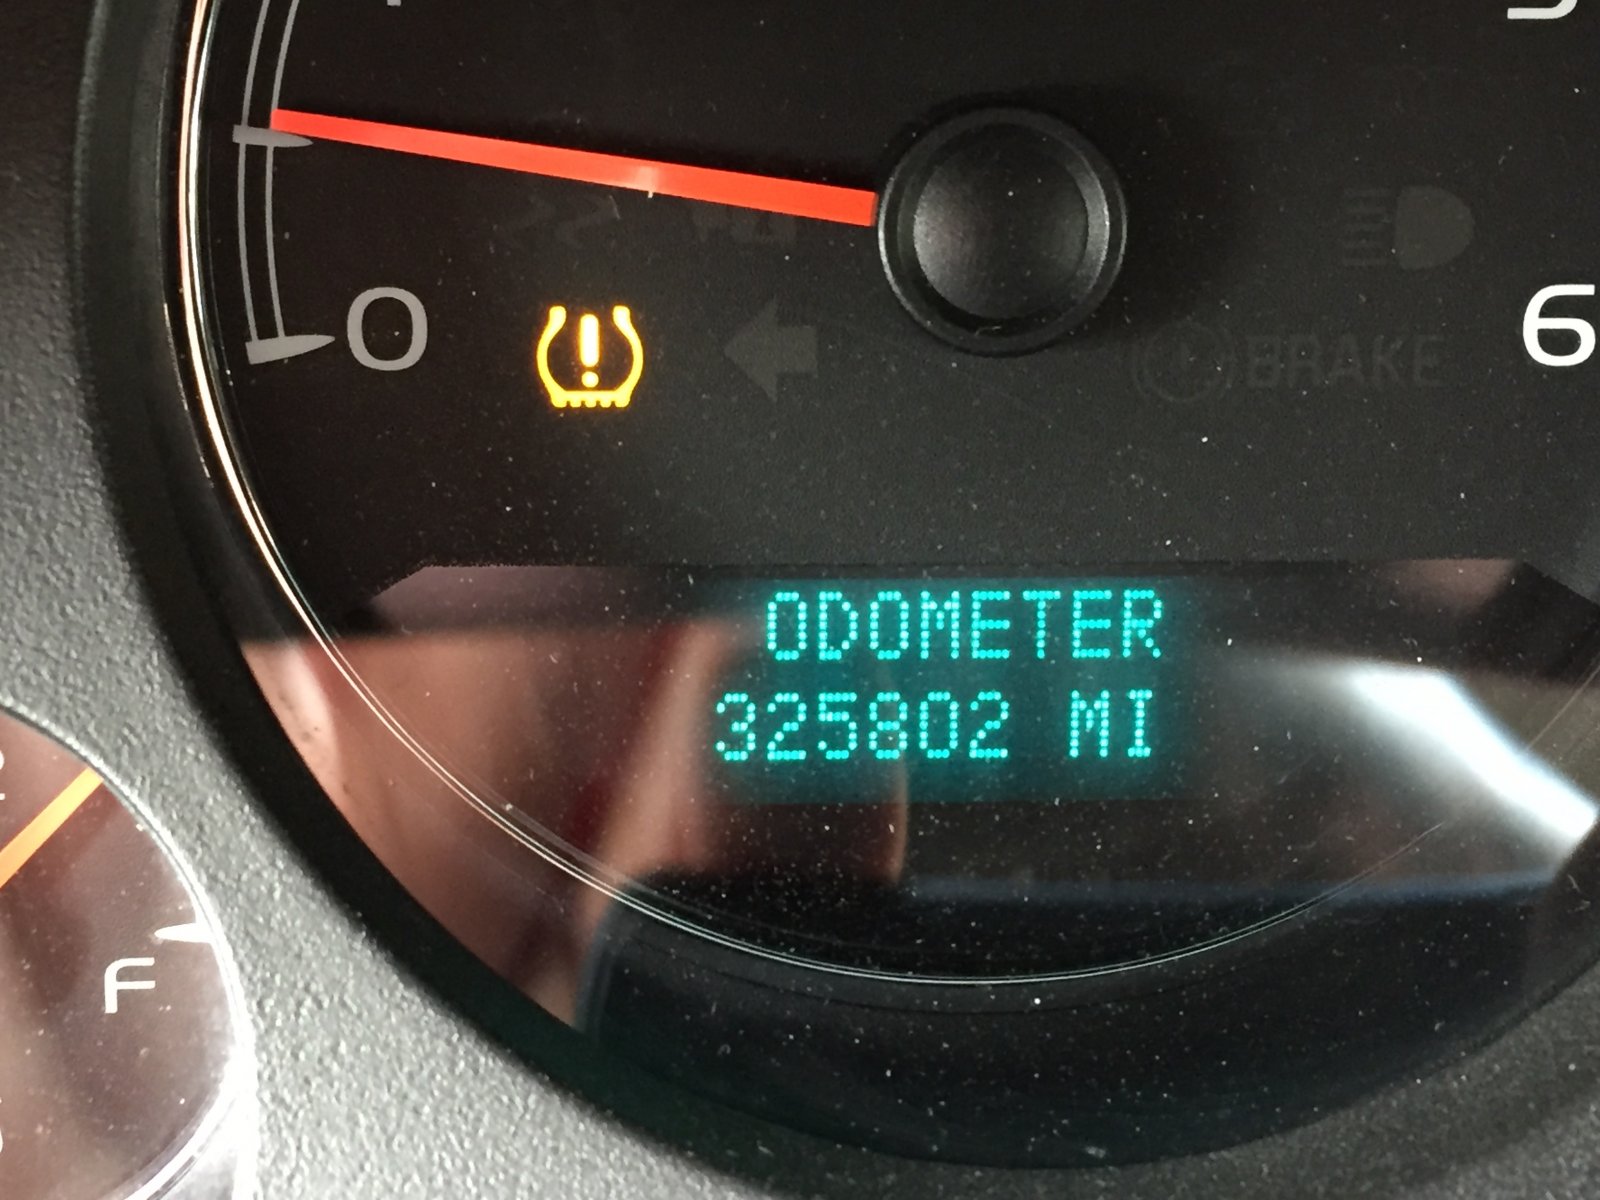 0
6
BRAKE
ODOMETER
325802 MI
F